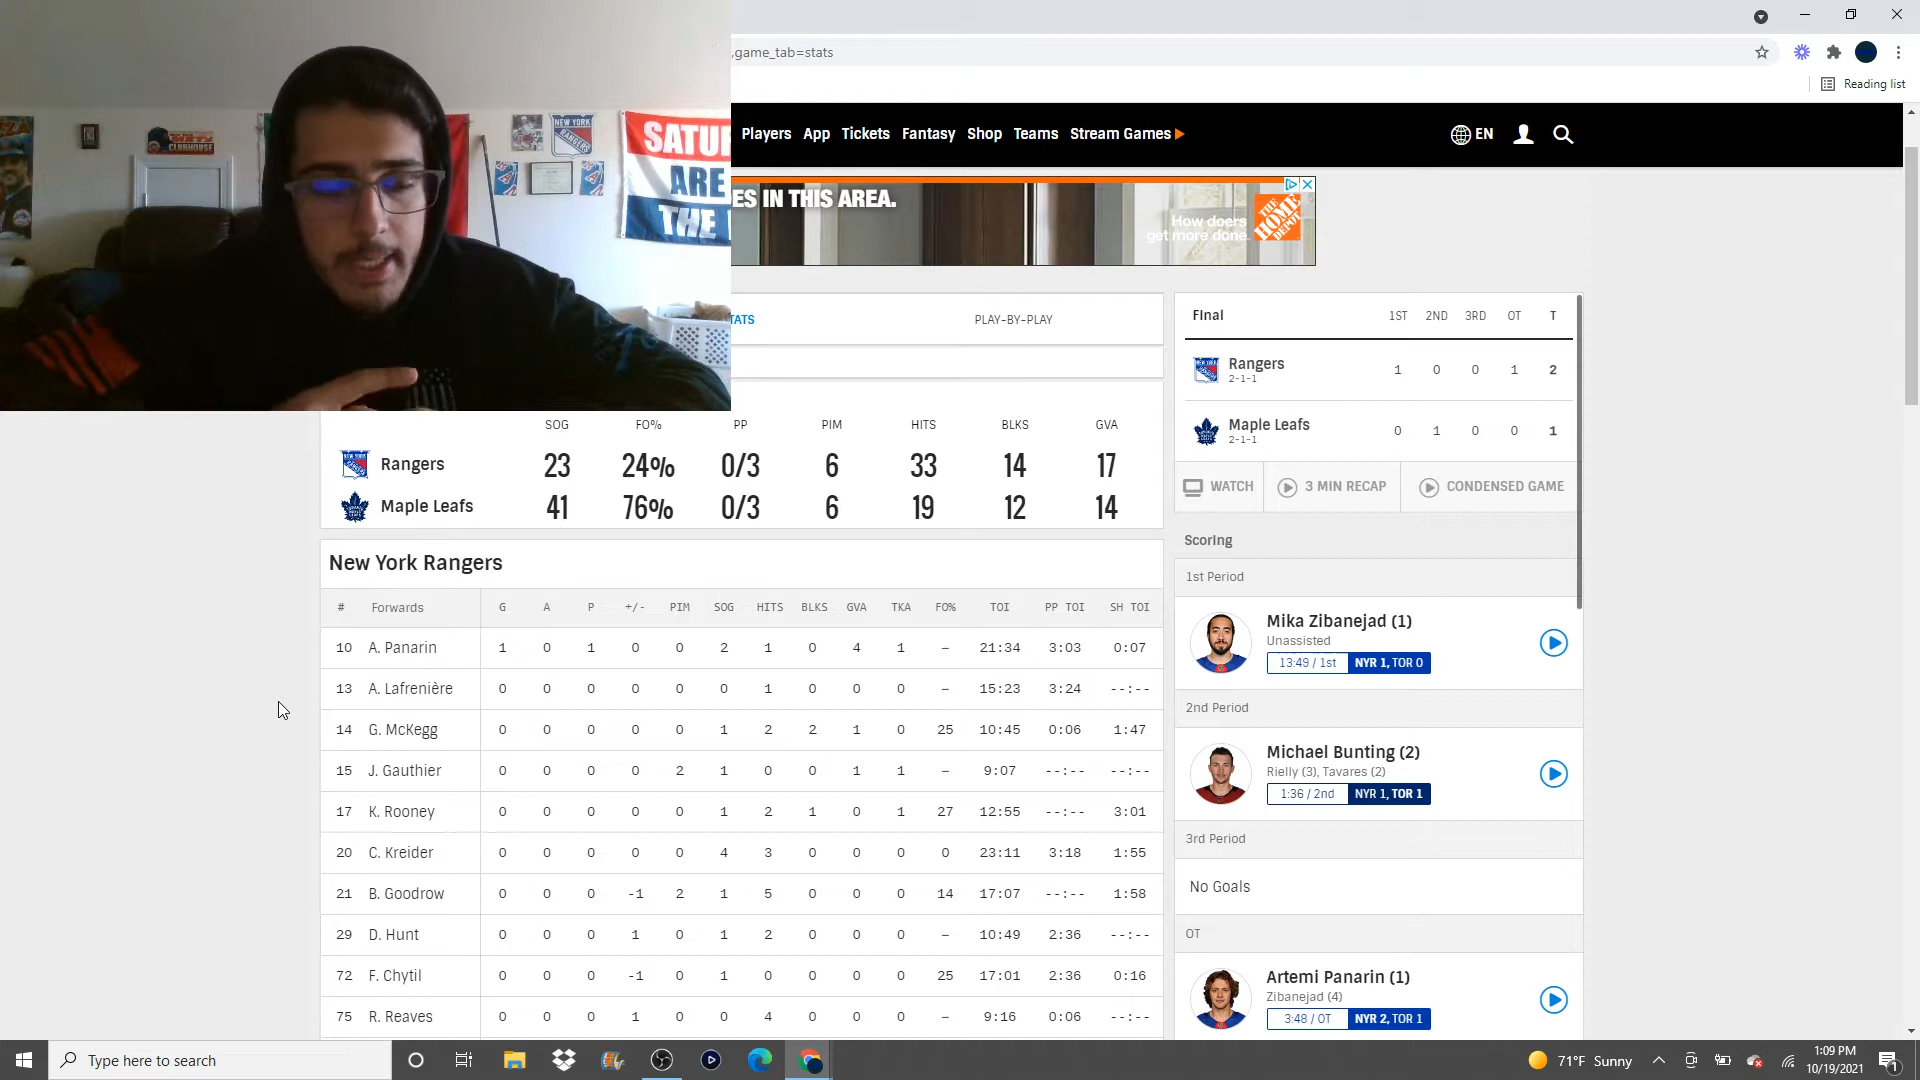 ,game_tab=stats
Reading list
Players App Tickets Fantasy Shop Teams Stream Games
EN
CLUBHOUSE
NEW YORK
RANGERS
SATUR
ARE
THE
ES IN THIS AREA.
How doers
get more done.
THE HOME DEPOT
TATS
PLAY-BY-PLAY
SOG FO% PP PIM HITS BLKS GVA
Rangers 23 24% 0/3 6 33 14 17
Maple Leafs 41 76% 0/3 6 19 12 14
New York Rangers
# Forwards G A P +/- PIM SOG HITS BLKS GVA TKA FO% TOI PP TOI SH TOI
10 A. Panarin 1 0 1 0 0 2 1 0 4 1 – 21:34 3:03 0:07
13 A. Lafrenière 0 0 0 0 0 0 1 0 0 0 – 15:23 3:24 --:--
14 G. McKegg 0 0 0 0 0 1 2 2 1 0 25 10:45 0:06 1:47
15 J. Gauthier 0 0 0 0 2 1 0 0 1 1 – 9:07 --:-- --:--
17 K. Rooney 0 0 0 0 0 1 2 1 0 1 27 12:55 --:-- 3:01
20 C. Kreider 0 0 0 0 0 4 3 0 0 0 0 23:11 3:18 1:55
21 B. Goodrow 0 0 0 -1 2 1 5 0 0 0 14 17:07 --:-- 1:58
29 D. Hunt 0 0 0 1 0 1 2 0 0 0 – 10:49 2:36 --:--
72 F. Chytil 0 0 0 -1 0 1 0 0 0 0 25 17:01 2:36 0:16
75 R. Reaves 0 0 0 1 0 0 4 0 0 0 – 9:16 0:06 --:--
Final 1ST 2ND 3RD OT T
Rangers 1 0 0 1 2
2-1-1
Maple Leafs 0 1 0 0 1
2-1-1
WATCH 3 MIN RECAP CONDENSED GAME
Scoring
1st Period
Mika Zibanejad (1)
Unassisted
13:49 / 1st NYR 1, TOR 0
2nd Period
Michael Bunting (2)
Rielly (3), Tavares (2)
1:36 / 2nd NYR 1, TOR 1
3rd Period
No Goals
OT
Artemi Panarin (1)
Zibanejad (4)
3:48 / OT NYR 2, TOR 1
Type here to search
71°F Sunny
1:09 PM
10/19/2021
1